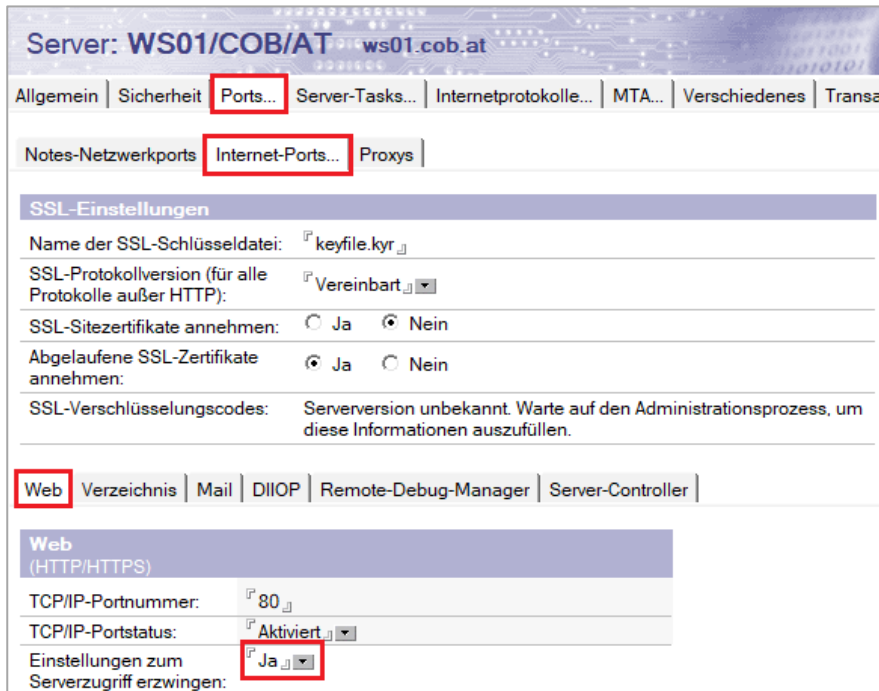 Server: WS01/COB/AT ws01.cob.at
Allgemein Sicherheit Ports... Server-Tasks... Internetprotokolle... MTA... Verschiedenes Transa
Notes-Netzwerkports Internet-Ports... Proxys
SSL-Einstellungen
Name der SSL-Schlüsseldatei: keyfile.kyr
SSL-Protokollversion (für alle
Protokolle außer HTTP): Vereinbart
SSL-Sitezertifikate annehmen: Ja Nein
Abgelaufene SSL-Zertifikate
annehmen: Ja Nein
SSL-Verschlüsselungscodes: Serverversion unbekannt. Warte auf den Administrationsprozess, um
diese Informationen auszufüllen.
Web Verzeichnis Mail DIIOP Remote-Debug-Manager Server-Controller
Web
(HTTP/HTTPS)
TCP/IP-Portnummer: 80
TCP/IP-Portstatus: Aktiviert
Einstellungen zum Ja
Serverzugriff erzwingen: